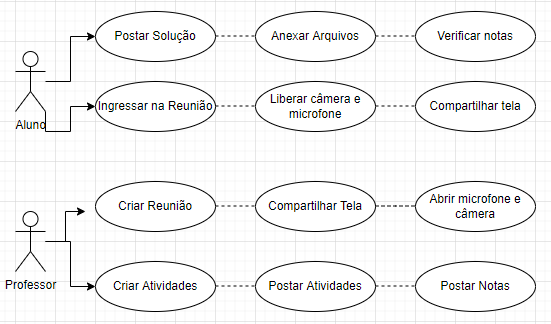 Postar Solução
Anexar Arquivos
Verificar notas
Aluno
Ingressar na Reunião
Liberar câmera e
microfone
Compartilhar tela
Criar Reunião
Compartilhar Tela
Abrir microfone e
câmera
Professor
Criar Atividades
Postar Atividades
Postar Notas